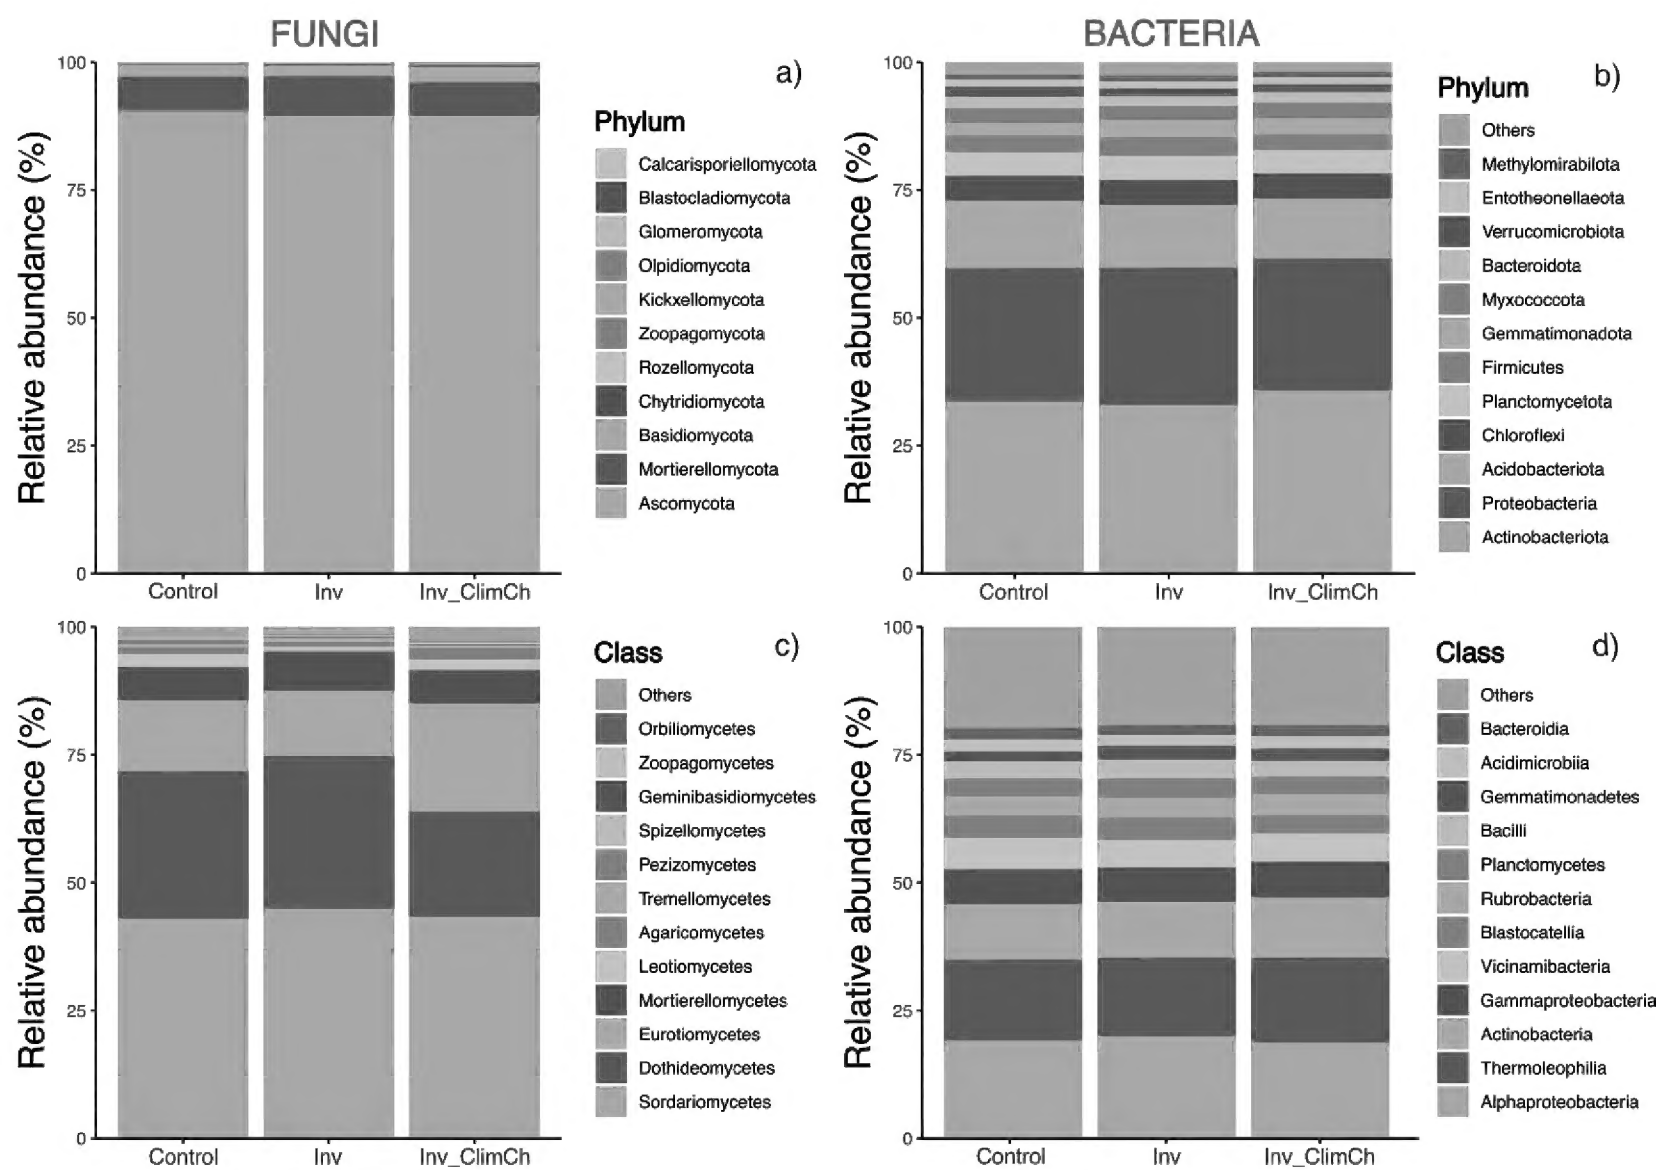 FUNGI
a)
Relative abundance (%)
100
75
50
25
0
Control Inv Inv_ClimCh
Phylum
Calcarisporiellomycota
Blastocladiomycota
Glomeromycota
Olpidiomycota
Kickxellomycota
Zoopagomycota
Rozellomycota
Chytridiomycota
Basidiomycota
Mortierellomycota
Ascomycota
BACTERIA
b)
Relative abundance (%)
100
75
50
25
0
Control Inv Inv_ClimCh
Phylum
Others
Methylomirabilota
Entotheonellaeota
Verrucomicrobiota
Bacteroidota
Myxococcota
Gemmatimonadota
Firmicutes
Planctomycetota
Chloroflexi
Acidobacteriota
Proteobacteria
Actinobacteriota
c)
Relative abundance (%)
100
75
50
25
0
Control Inv Inv_ClimCh
Class
Others
Orbiliomycetes
Zoopagomycetes
Geminibasidiomycetes
Spizellomycetes
Pezizomycetes
Tremellomycetes
Agaricomycetes
Leotiomycetes
Mortierellomycetes
Eurotiomycetes
Dothideomycetes
Sordariomycetes
d)
Relative abundance (%)
100
75
50
25
0
Control Inv Inv_ClimCh
Class
Others
Bacteroidia
Acidimicrobiia
Gemmatimonadetes
Bacilli
Planctomycetes
Rubrobacteria
Blastocatellia
Vicinamibacteria
Gammaproteobacteria
Actinobacteria
Thermoleophilia
Alphaproteobacteria